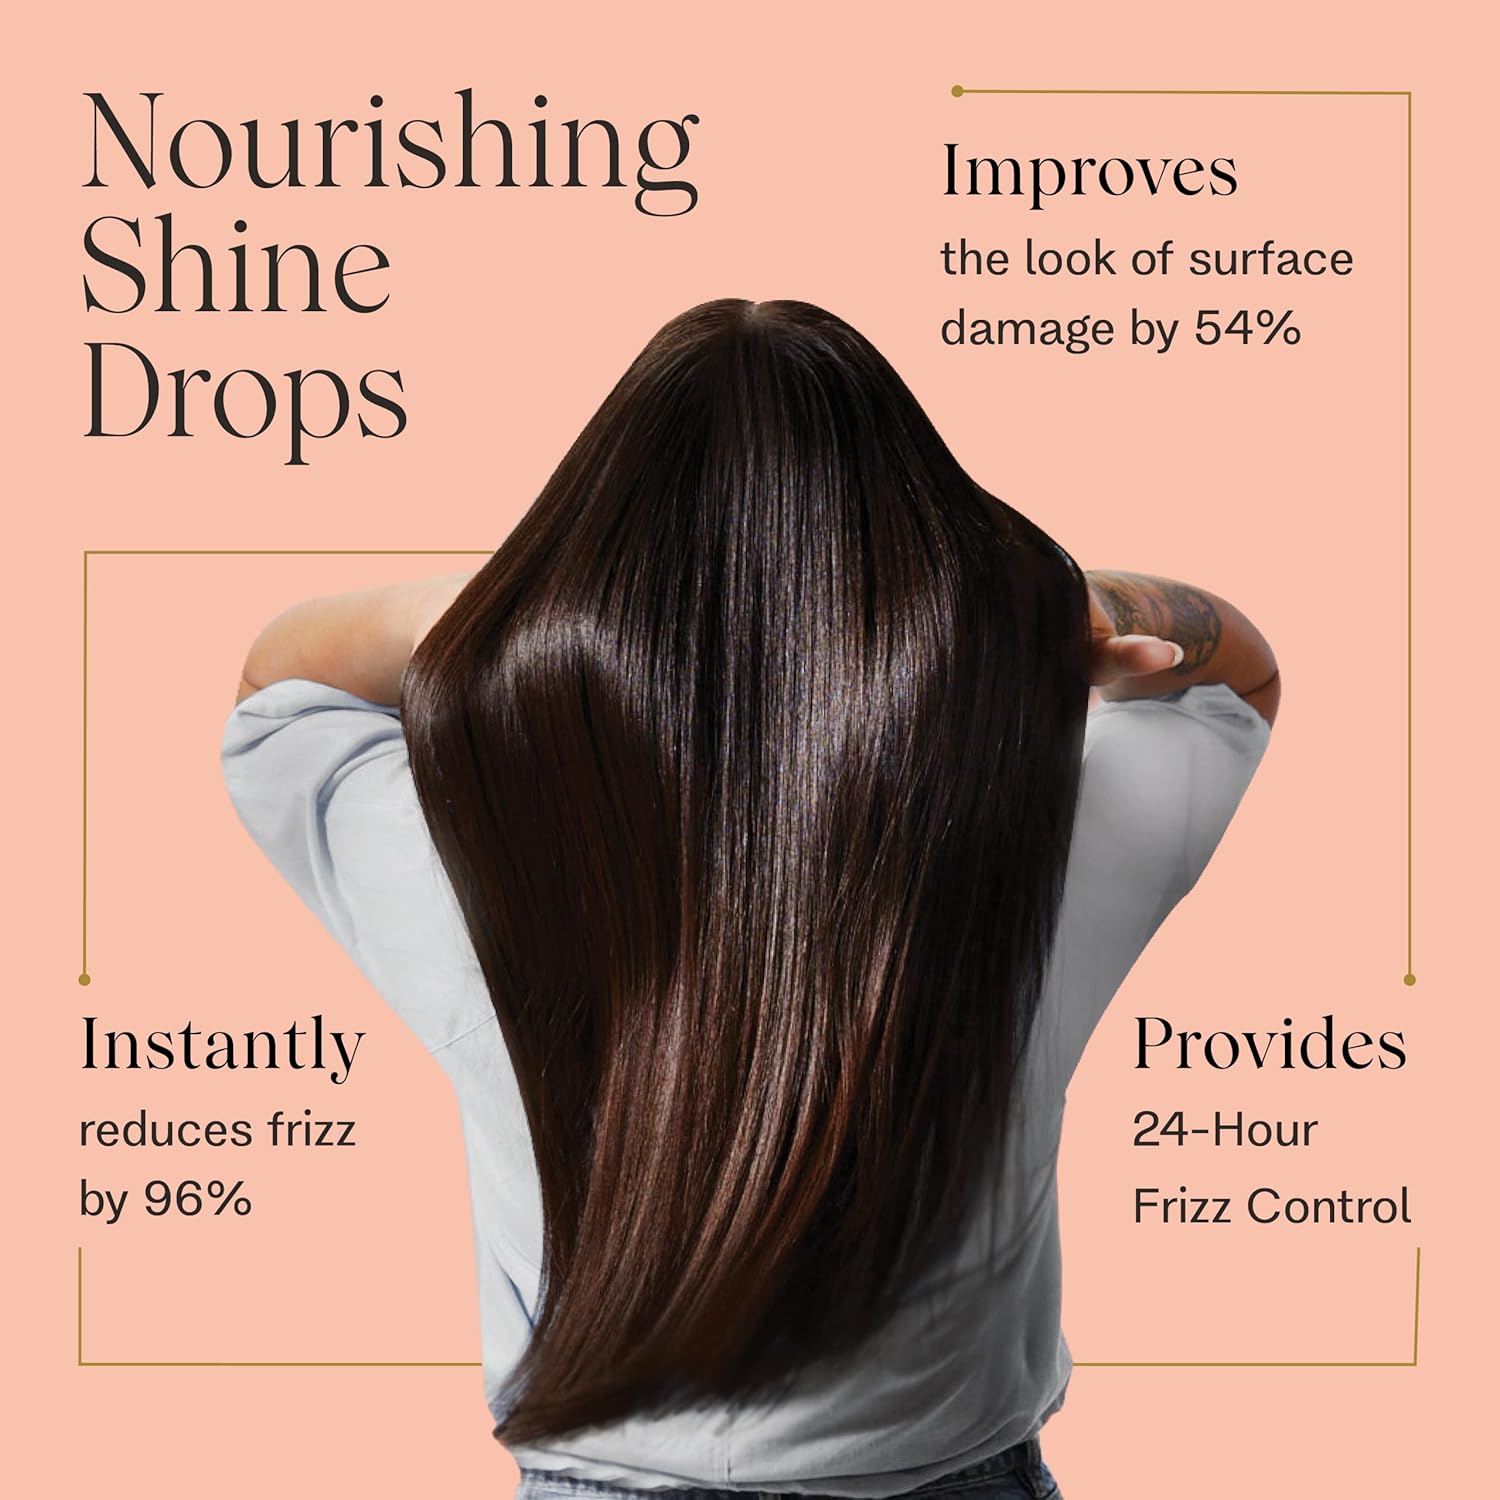 Nourishing
Shine
Drops
Improves
the look of surface
damage by 54%
Instantly
reduces frizz
by 96%
Provides
24-Hour
Frizz Control